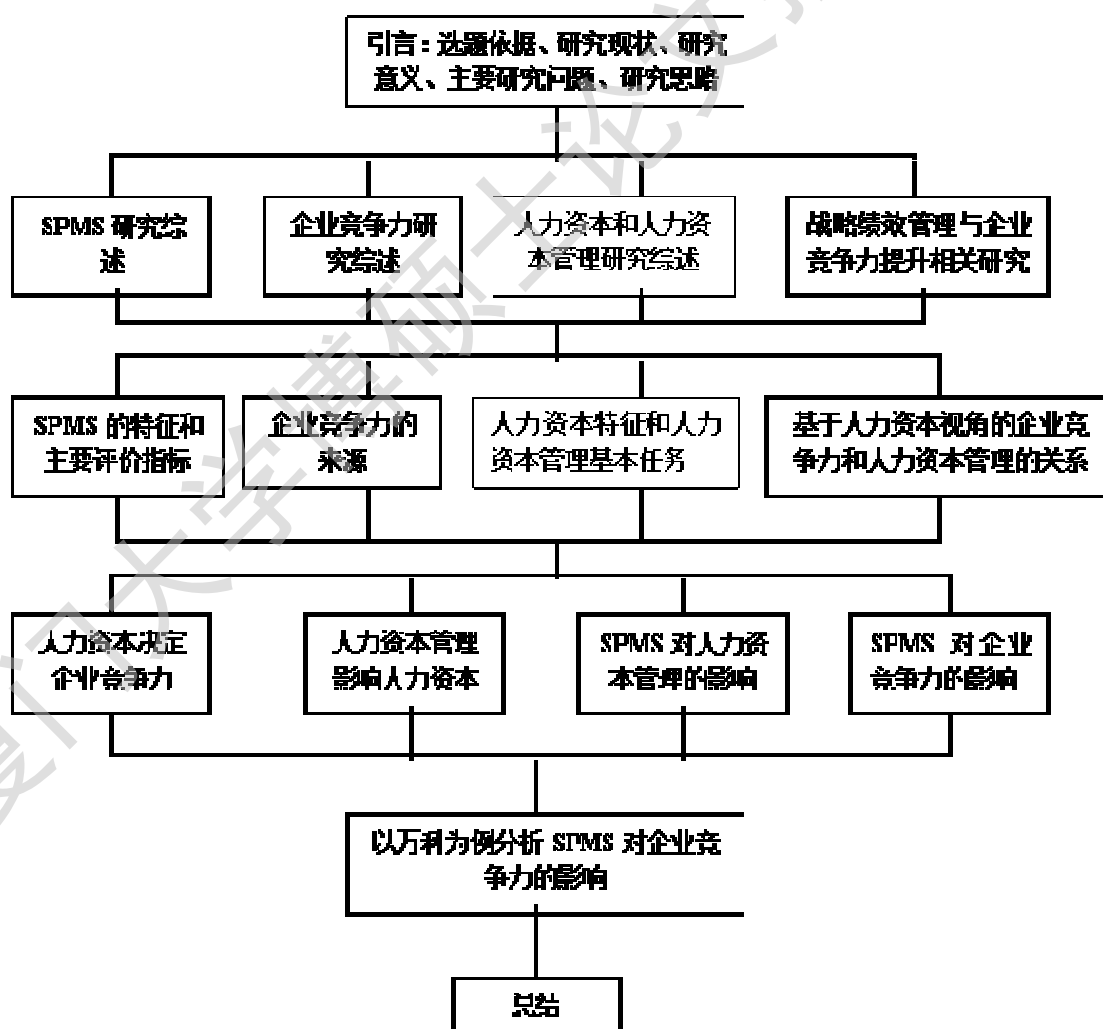 引言：选题依据、研究现状、研究
意义、主要研究问题、研究思路
SPMS 研究综
述
企业竞争力研
究综述
人力资本和人力资
本管理研究综述
战略绩效管理与企业
竞争力提升相关研究
SPMS 的特征和
主要评价指标
企业竞争力的
来源
人力资本特征和人力
资本管理基本任务
基于人力资本视角的企业竞
争力和人力资本管理的关系
人力资本决定
企业竞争力
人力资本管理
影响人力资本
SPMS 对人力资
本管理的影响
SPMS 对企业
竞争力的影响
以万科为例分析 SPMS 对企业竞
争力的影响
总结
厦门大学博硕士论文